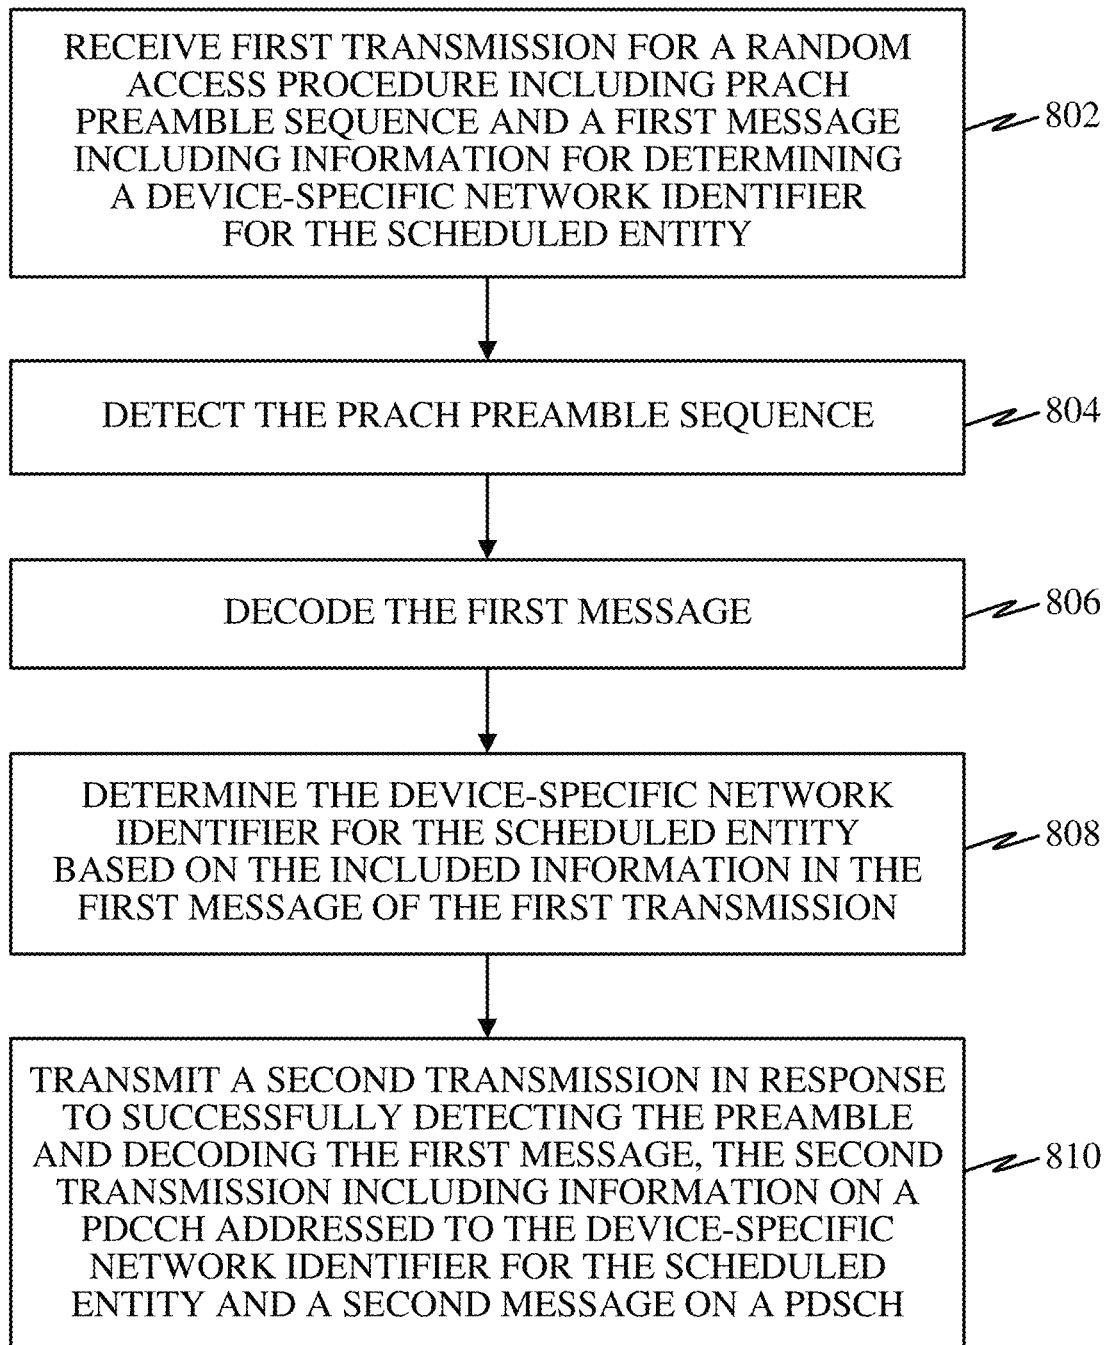 RECEIVE FIRST TRANSMISSION FOR A RANDOM
ACCESS PROCEDURE INCLUDING PRACH
PREAMBLE SEQUENCE AND A FIRST MESSAGE
INCLUDING INFORMATION FOR DETERMINING
A DEVICE-SPECIFIC NETWORK IDENTIFIER
FOR THE SCHEDULED ENTITY
802
DETECT THE PRACH PREAMBLE SEQUENCE
804
DECODE THE FIRST MESSAGE
806
DETERMINE THE DEVICE-SPECIFIC NETWORK
IDENTIFIER FOR THE SCHEDULED ENTITY
BASED ON THE INCLUDED INFORMATION IN THE
FIRST MESSAGE OF THE FIRST TRANSMISSION
808
TRANSMIT A SECOND TRANSMISSION IN RESPONSE
TO SUCCESSFULLY DETECTING THE PREAMBLE
AND DECODING THE FIRST MESSAGE, THE SECOND
TRANSMISSION INCLUDING INFORMATION ON A
PDCCH ADDRESSED TO THE DEVICE-SPECIFIC
NETWORK IDENTIFIER FOR THE SCHEDULED
ENTITY AND A SECOND MESSAGE ON A PDSCH
810